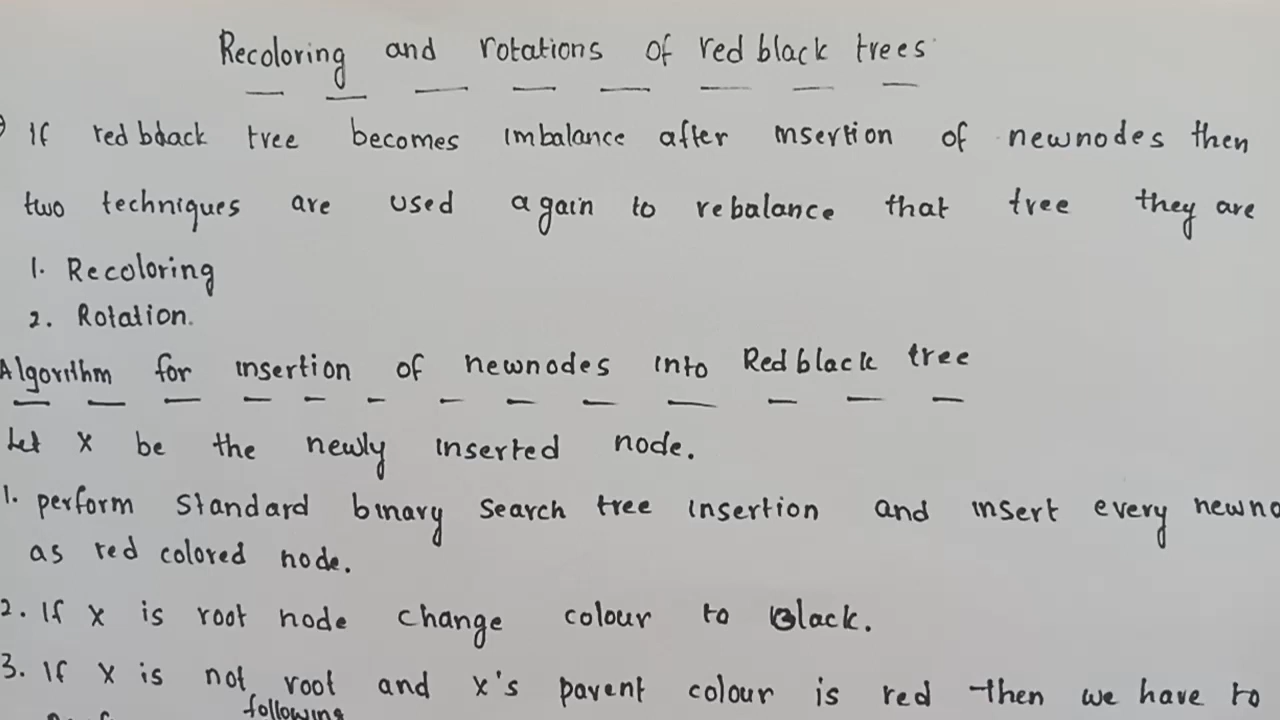 Recoloring and rotations of red black trees
If red bdack tree becomes imbalance after insertion of newnodes then
two techniques are used again to rebalance that tree they are
1. Recoloring
2. Rotation.
Algorithm for insertion of newnodes into Redblack tree
Let x be the newly inserted node.
1. perform standard binary search tree insertion and insert every newno
as red colored node.
2. If x is root node change colour to Black.
3. If x is not root and x's parent colour is red then we have to
following